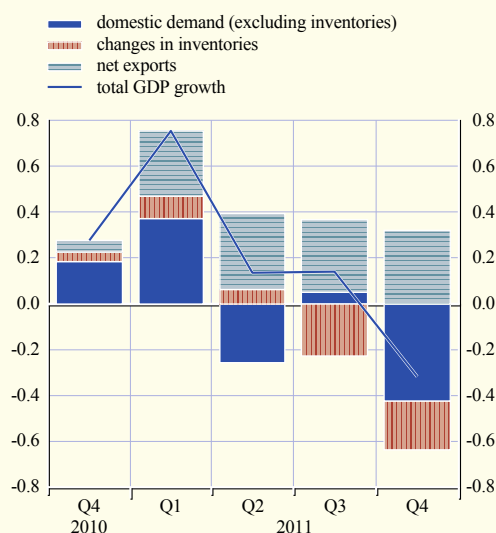 domestic demand (excluding inventories)
changes in inventories
net exports
total GDP growth
0.8 0.8
0.6 0.6
0.4 0.4
0.2 0.2
0.0 0.0
-0.2 -0.2
-0.4 -0.4
-0.6 -0.6
-0.8 -0.8
Q4 Q1 Q2 Q3 Q4
2010 2011